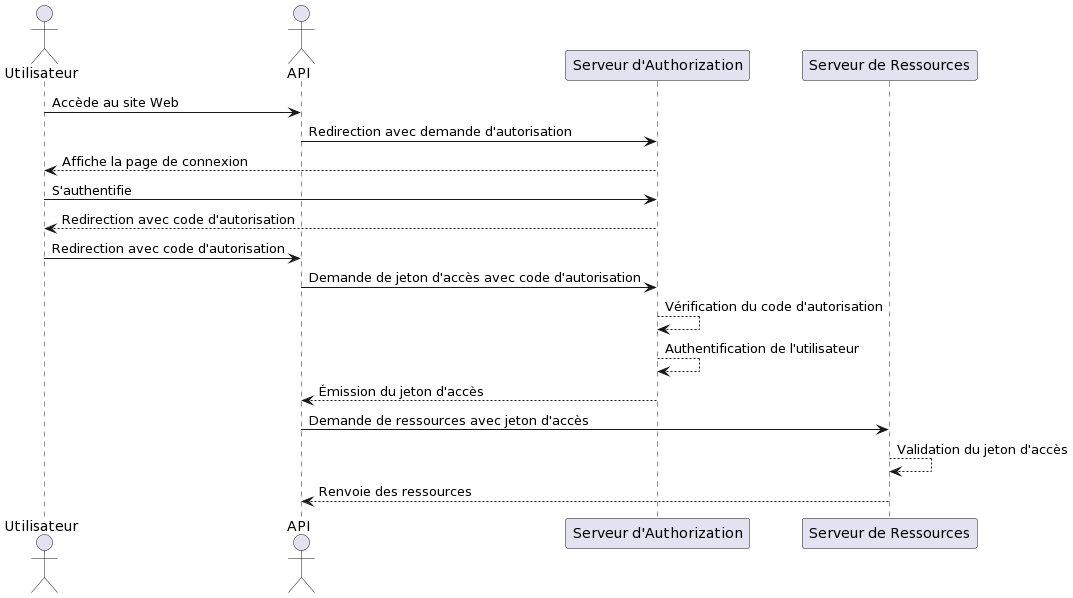 Utilisateur
API
Serveur d'Authorization
Serveur de Ressources
Accède au site Web
Redirection avec demande d'autorisation
Affiche la page de connexion
S'authentifie
Redirection avec code d'autorisation
Redirection avec code d'autorisation
Demande de jeton d'accès avec code d'autorisation
Vérification du code d'autorisation
Authentification de l'utilisateur
Émission du jeton d'accès
Demande de ressources avec jeton d'accès
Validation du jeton d'accès
Renvoie des ressources
Utilisateur
API
Serveur d'Authorization
Serveur de Ressources